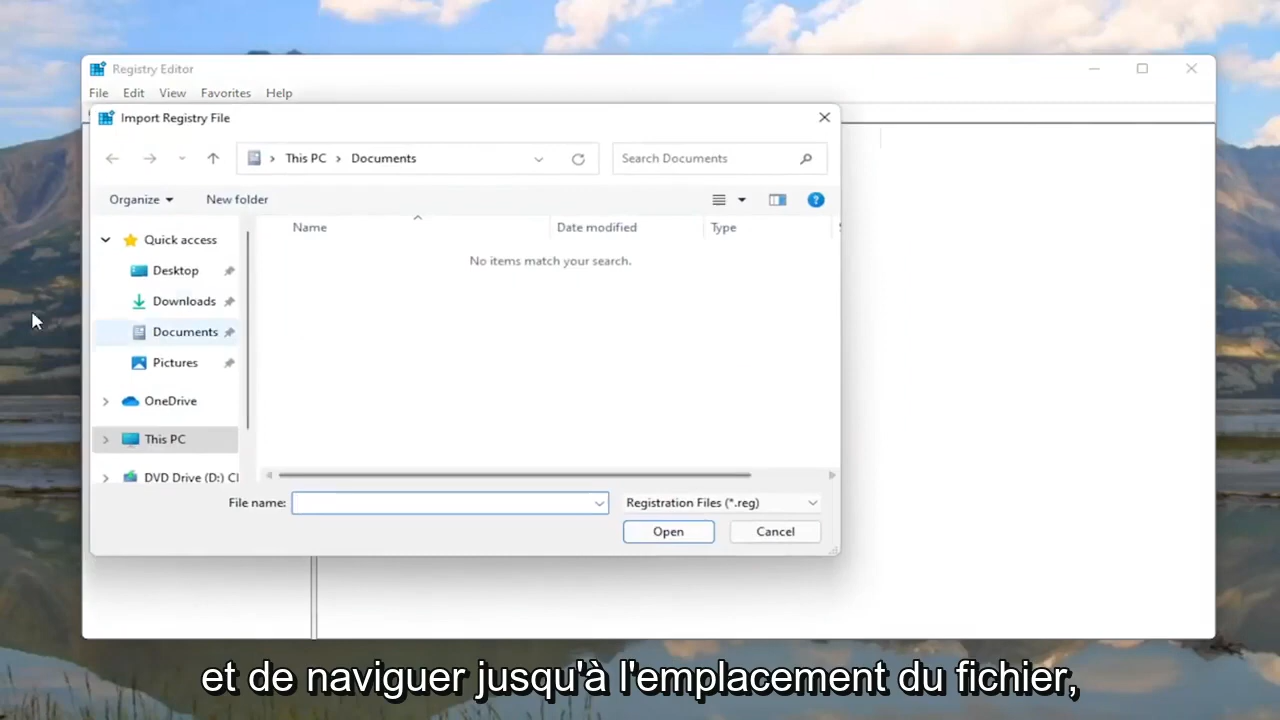 Registry Editor
File Edit View Favorites Help
Import Registry File
This PC > Documents
Search Documents
Organize
New folder
Name
Date modified
Type
No items match your search.
Quick access
Desktop
Downloads
Documents
Pictures
OneDrive
This PC
DVD Drive (D:)
File name:
Registration Files (*.reg)
Open
Cancel
et de naviguer jusqu'à l'emplacement du fichier,